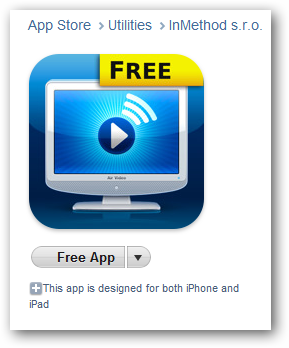 App Store > Utilities > InMethod s.r.o.
FREE
Air Video
Free App
This app is designed for both iPhone and
iPad